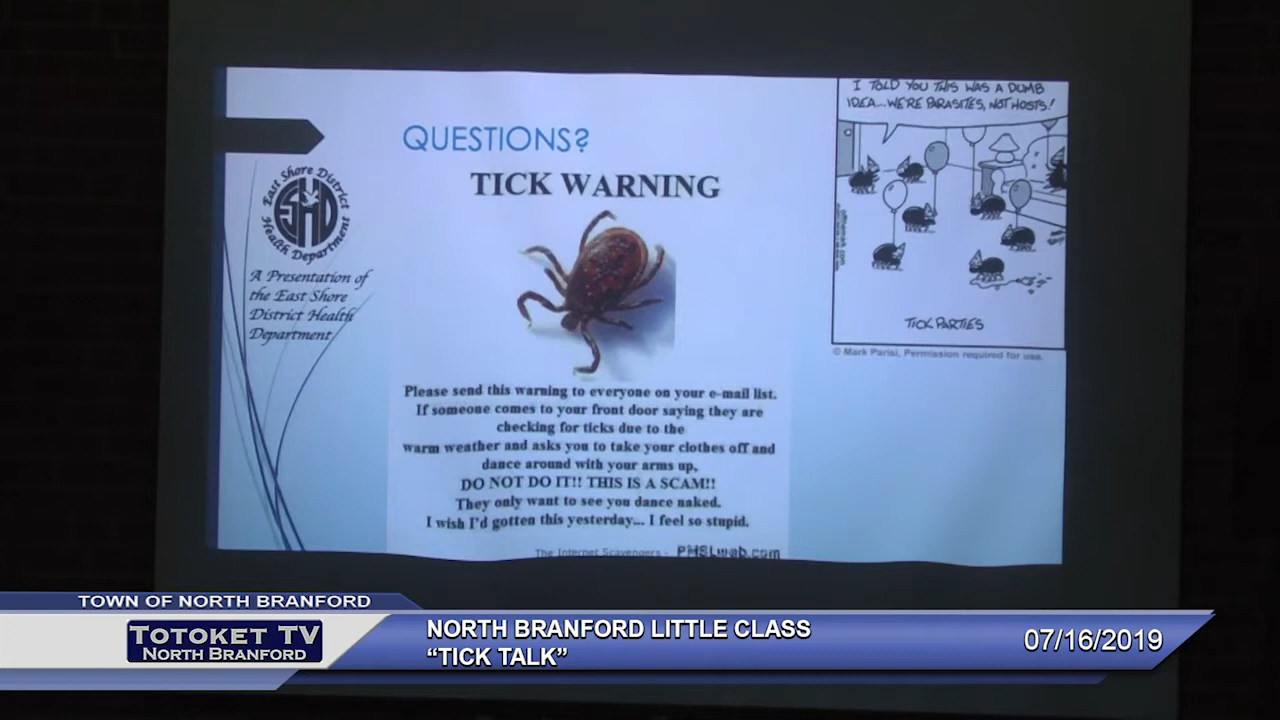 I TOLD YOU THIS WAS A DUMB
IDEA...WE'RE PARASITES, NOT HOSTS!
QUESTIONS?
TICK WARNING
East Shore District
ESHD
Health Department
A Presentation of
the East Shore
District Health
Department
TICK PARTIES
© Mark Parisi, Permission required for use.
Please send this warning to everyone on your e-mail list.
If someone comes to your front door saying they are
checking for ticks due to the
warm weather and asks you to take your clothes off and
dance around with your arms up,
DO NOT DO IT!! THIS IS A SCAM!!
They only want to see you dance naked.
I wish I'd gotten this yesterday... I feel so stupid.
The Internet Scavengers - PHSLweb.com
TOWN OF NORTH BRANFORD
TOTOKET TV
NORTH BRANFORD
NORTH BRANFORD LITTLE CLASS
“TICK TALK”
07/16/2019